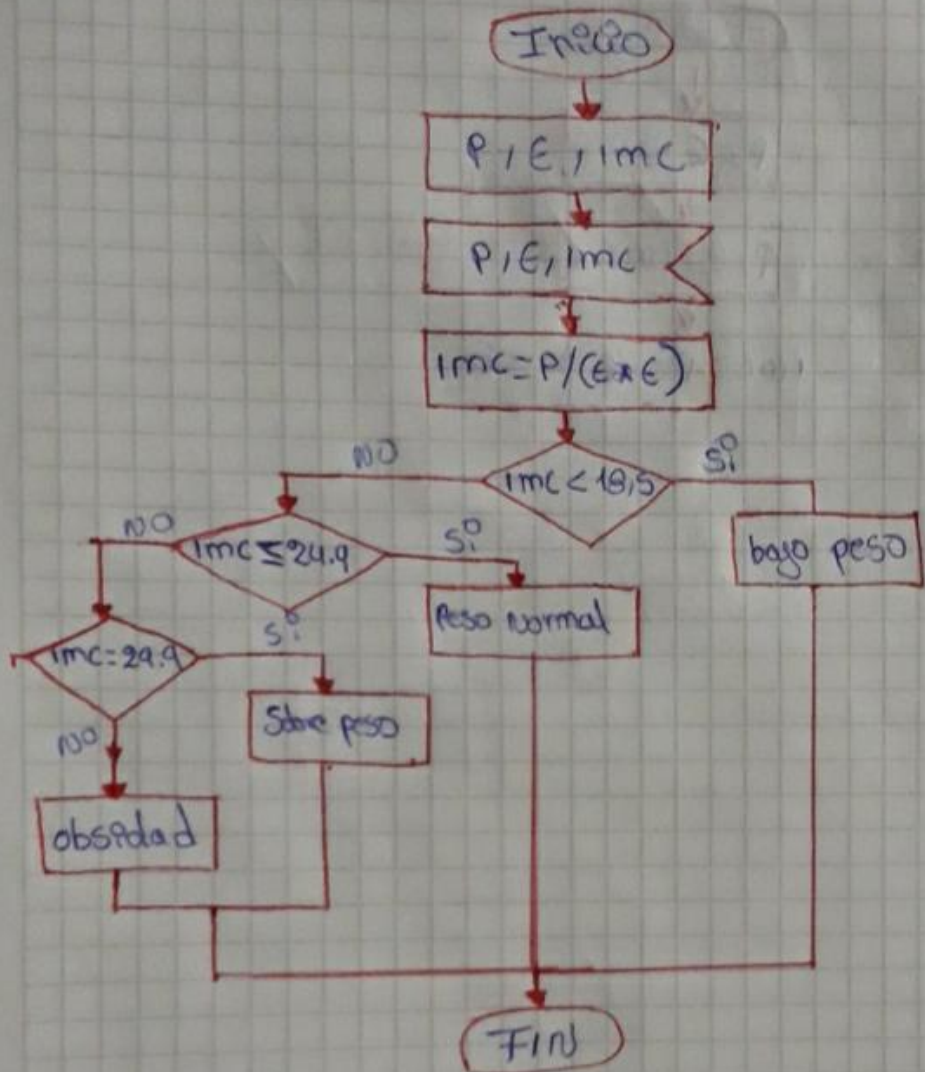 Inicio
P, E, imc
P, E, imc
imc=P/(E*E)
NO
Si
imc < 18,5
NO
imc ≤ 24.9
Si
bajo peso
Peso Normal
imc=29.9
Si
Sobre peso
NO
obsidad
FIN